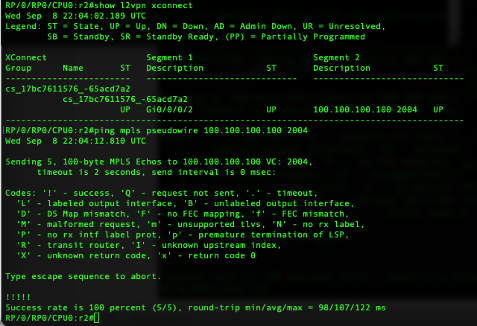 RP/0/RP0/CPU0:r2#show l2vpn xconnect
Wed Sep  8 22:04:02.189 UTC
Legend: ST = State, UP = Up, DN = Down, AD = Admin Down, UR = Unresolved,
        SB = Standby, SR = Standby Ready, (PP) = Partially Programmed

XConnect                   Segment 1                       Segment 2
Group      Name       ST   Description            ST       Description            ST
------------------------   -----------------------------   -----------------------------
cs_17bc7611576_-65acd7a2
           cs_17bc7611576_-65acd7a2
                      UP   Gi0/0/0/2              UP       100.100.100.100 2004   UP
----------------------------------------------------------------------------------------
RP/0/RP0/CPU0:r2#ping mpls pseudowire 100.100.100.100 2004
Wed Sep  8 22:04:12.810 UTC

Sending 5, 100-byte MPLS Echos to 100.100.100.100 VC: 2004,
      timeout is 2 seconds, send interval is 0 msec:

Codes: '!' - success, 'Q' - request not sent, '.' - timeout,
  'L' - labeled output interface, 'B' - unlabeled output interface,
  'D' - DS Map mismatch, 'F' - no FEC mapping, 'f' - FEC mismatch,
  'M' - malformed request, 'm' - unsupported tlvs, 'N' - no rx label,
  'P' - no rx intf label prot, 'p' - premature termination of LSP,
  'R' - transit router, 'I' - unknown upstream index,
  'X' - unknown return code, 'x' - return code 0

Type escape sequence to abort.

!!!!!
Success rate is 100 percent (5/5), round-trip min/avg/max = 98/107/122 ms
RP/0/RP0/CPU0:r2#